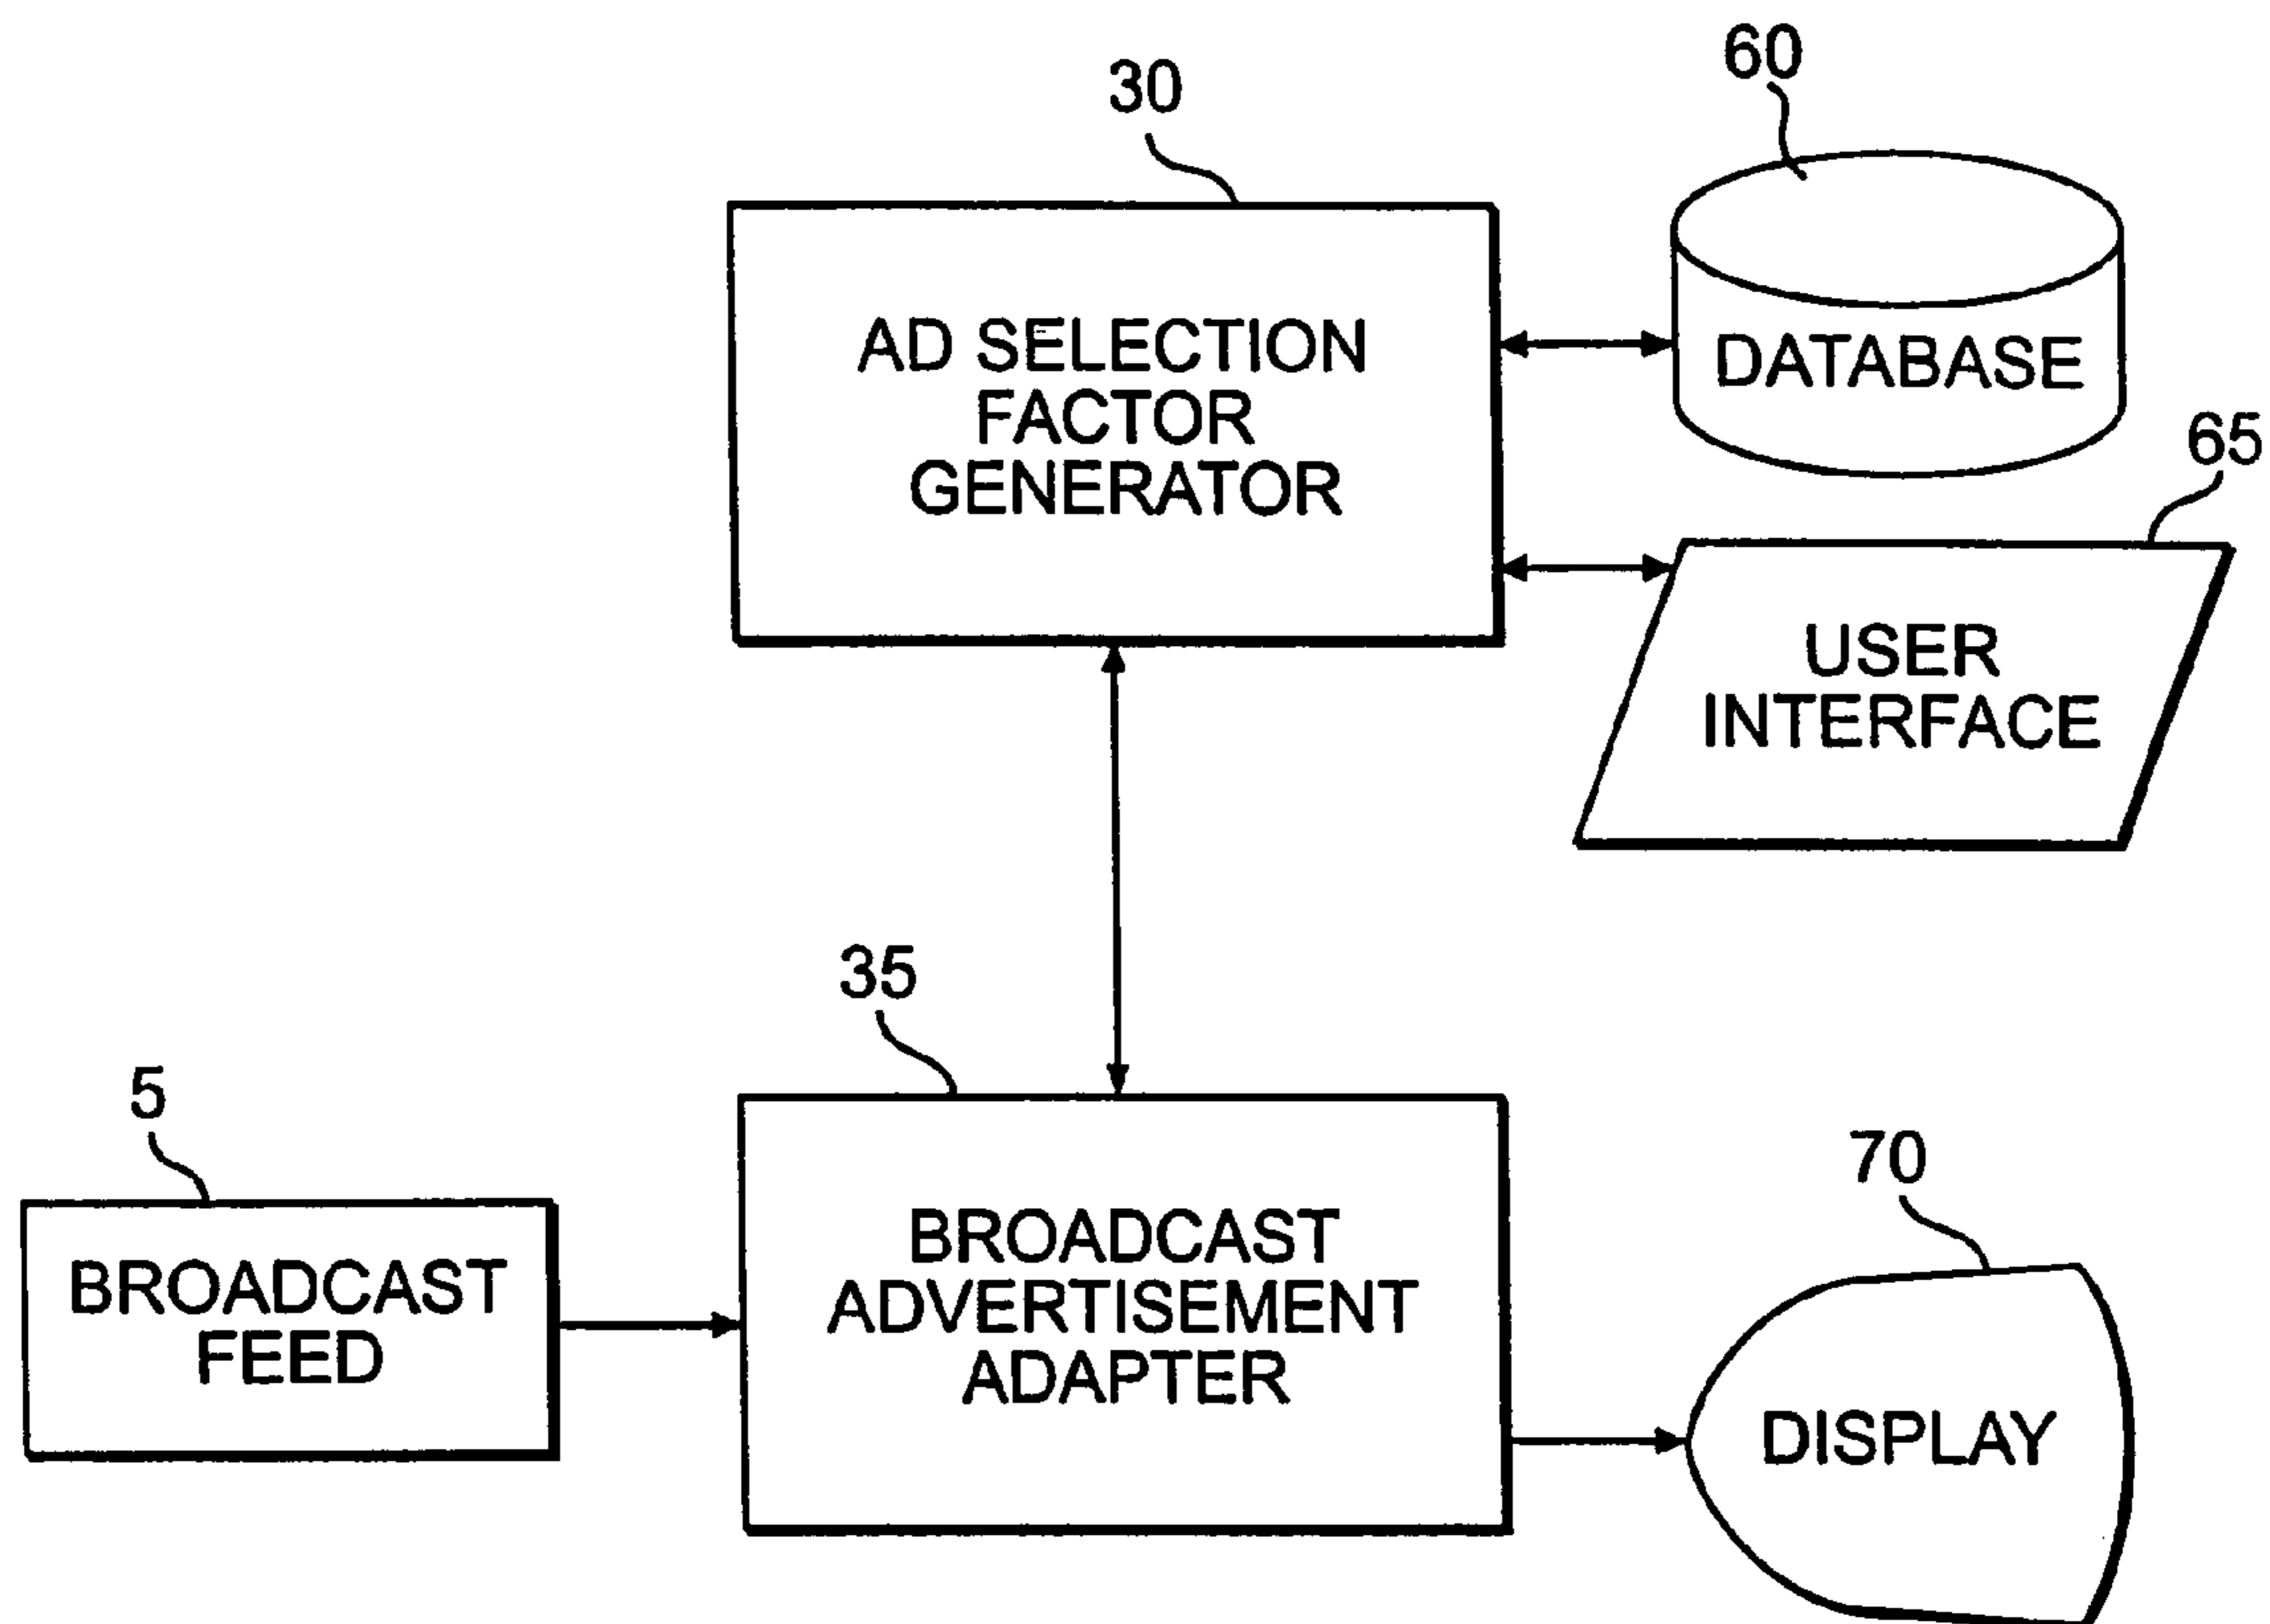 60
30
AD SELECTION
FACTOR
GENERATOR
DATABASE
65
USER
INTERFACE
35
5
BROADCAST
FEED
BROADCAST
ADVERTISEMENT
ADAPTER
70
DISPLAY